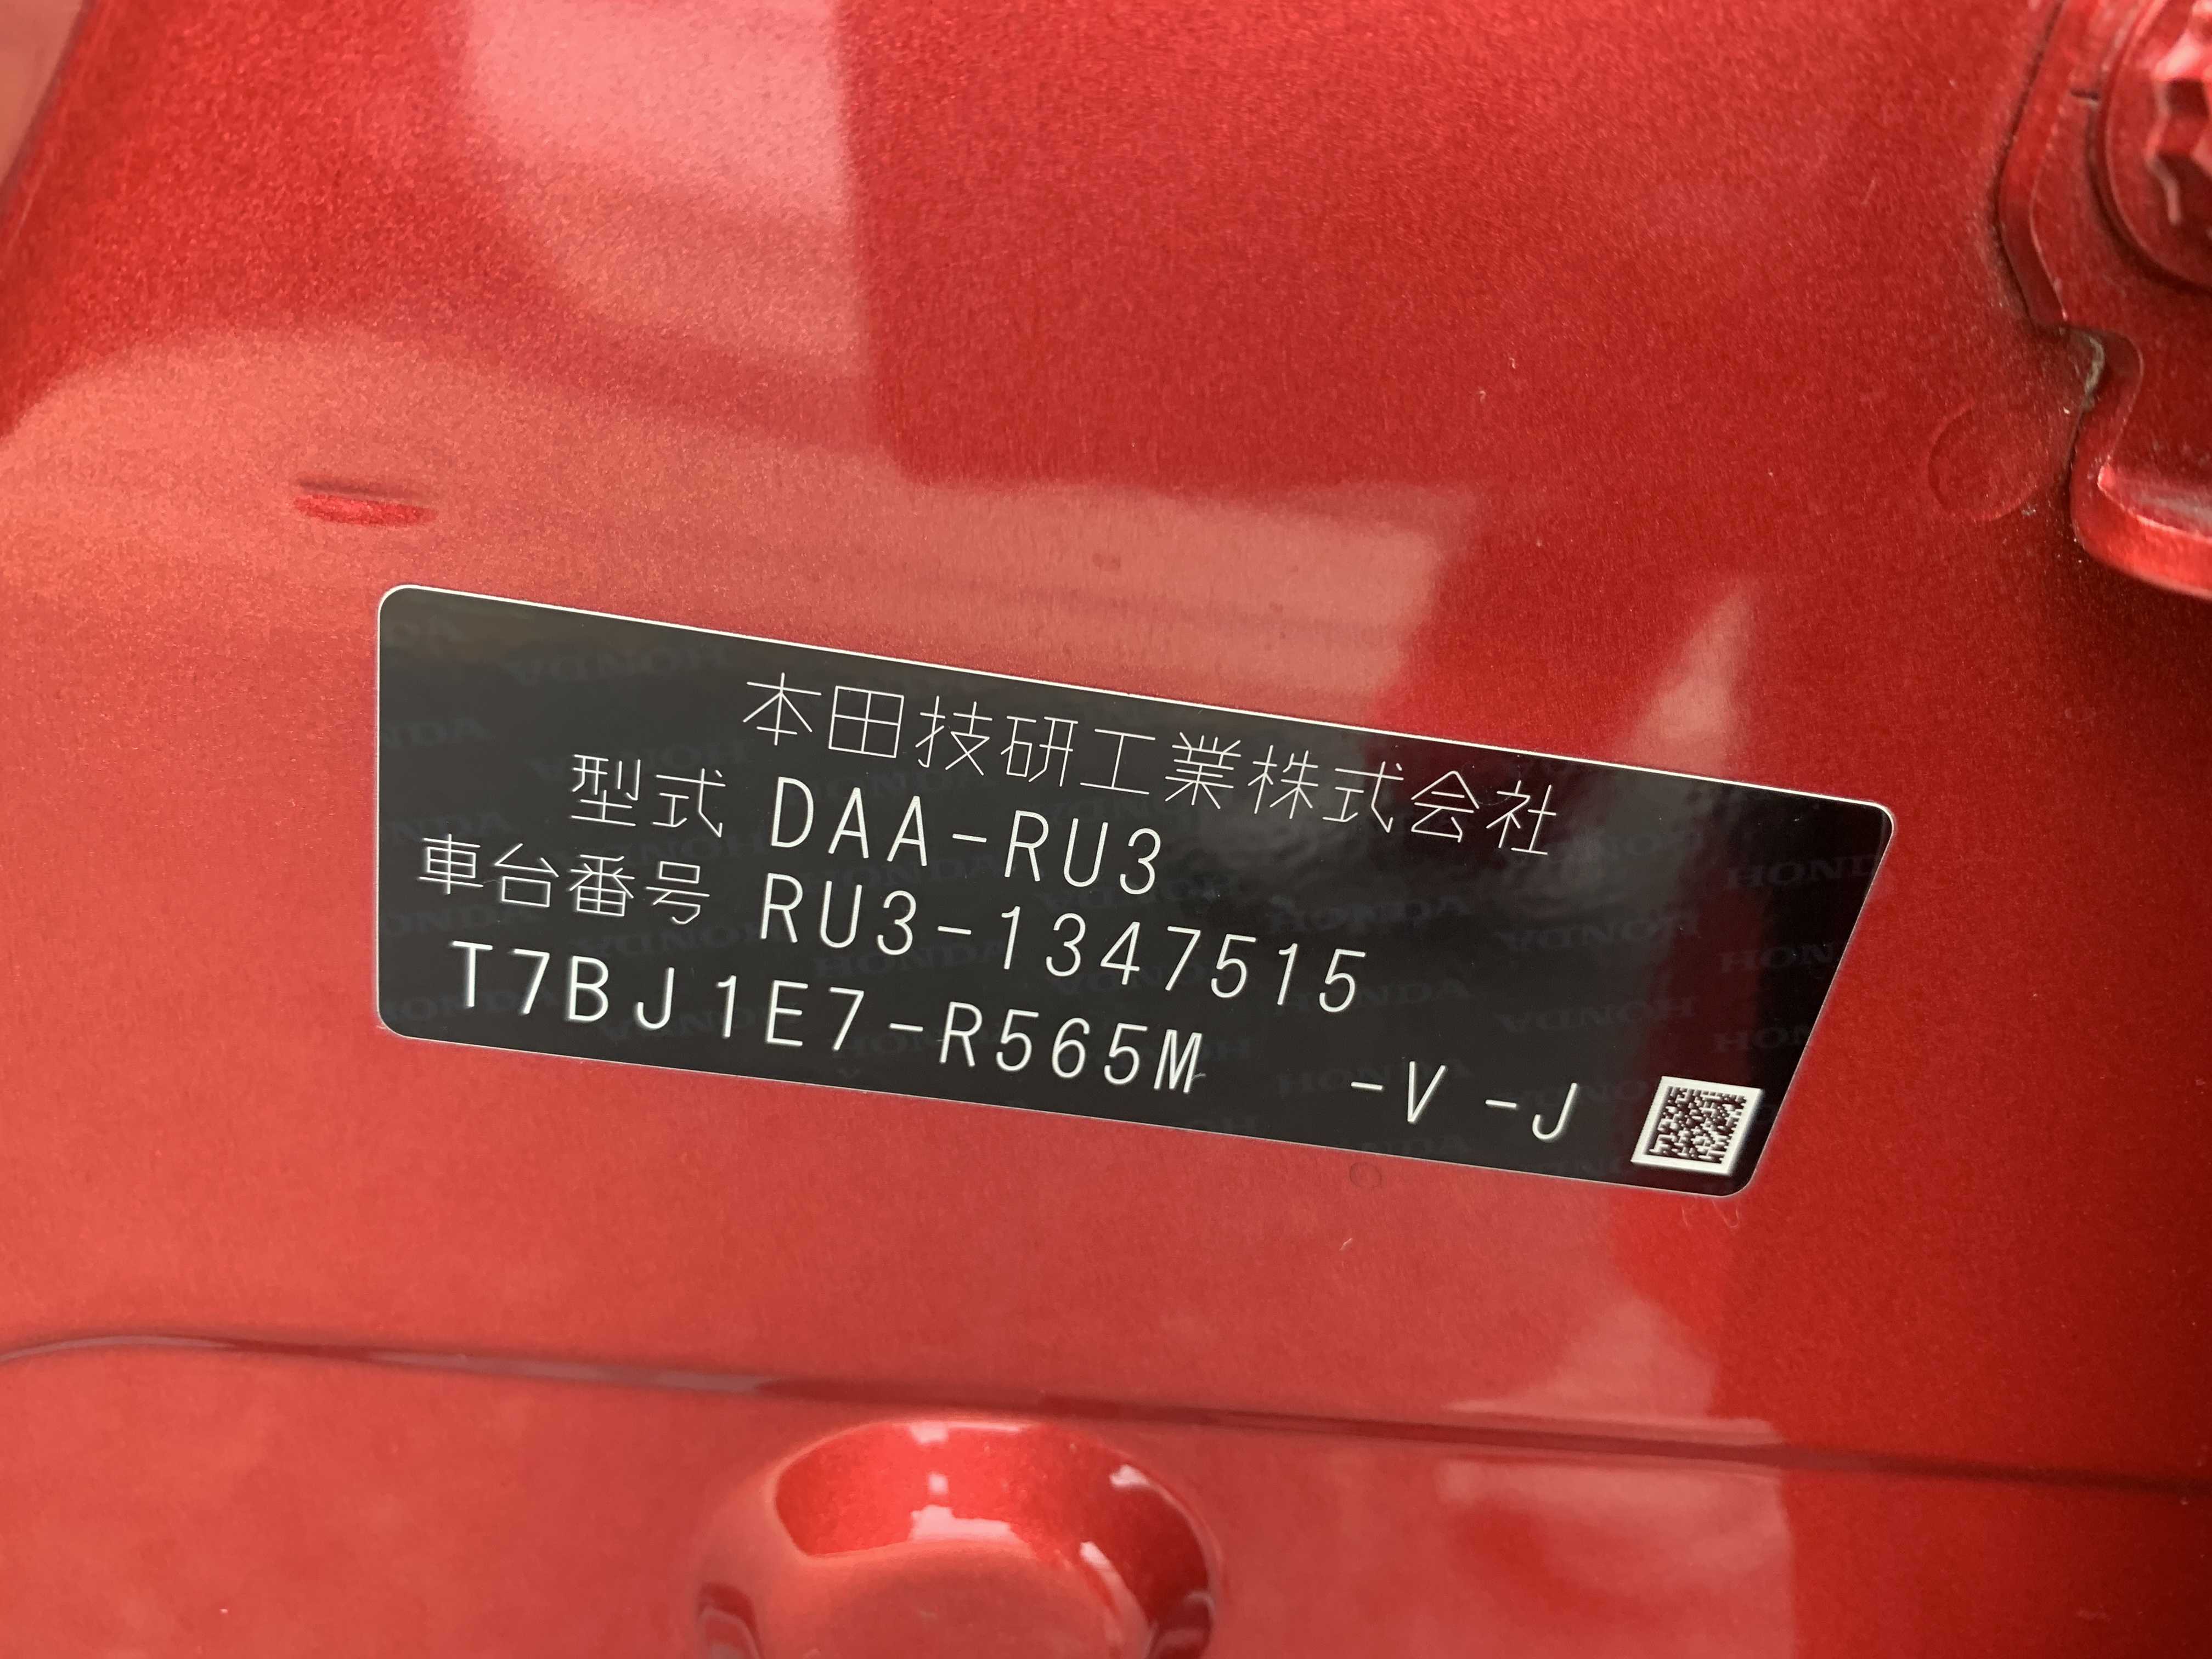 本田技研工業株式会社
型式 DAA-RU3
車台番号 RU3-1347515
T7BJ1E7-R565M -V -J